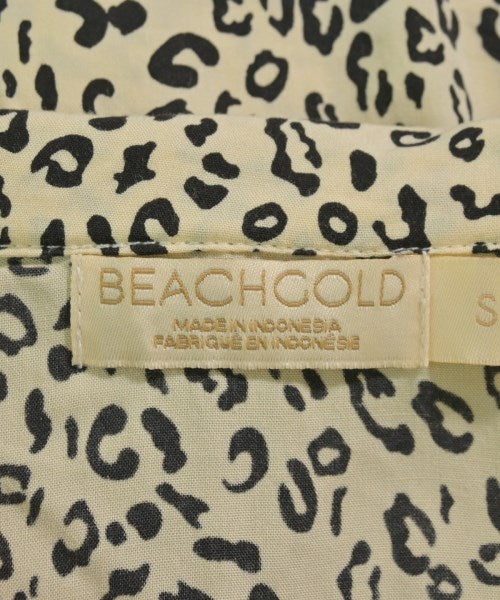 BEACHGOLD
MADE IN INDONESIA
FABRIQUÉ EN INDONÉSIE
S